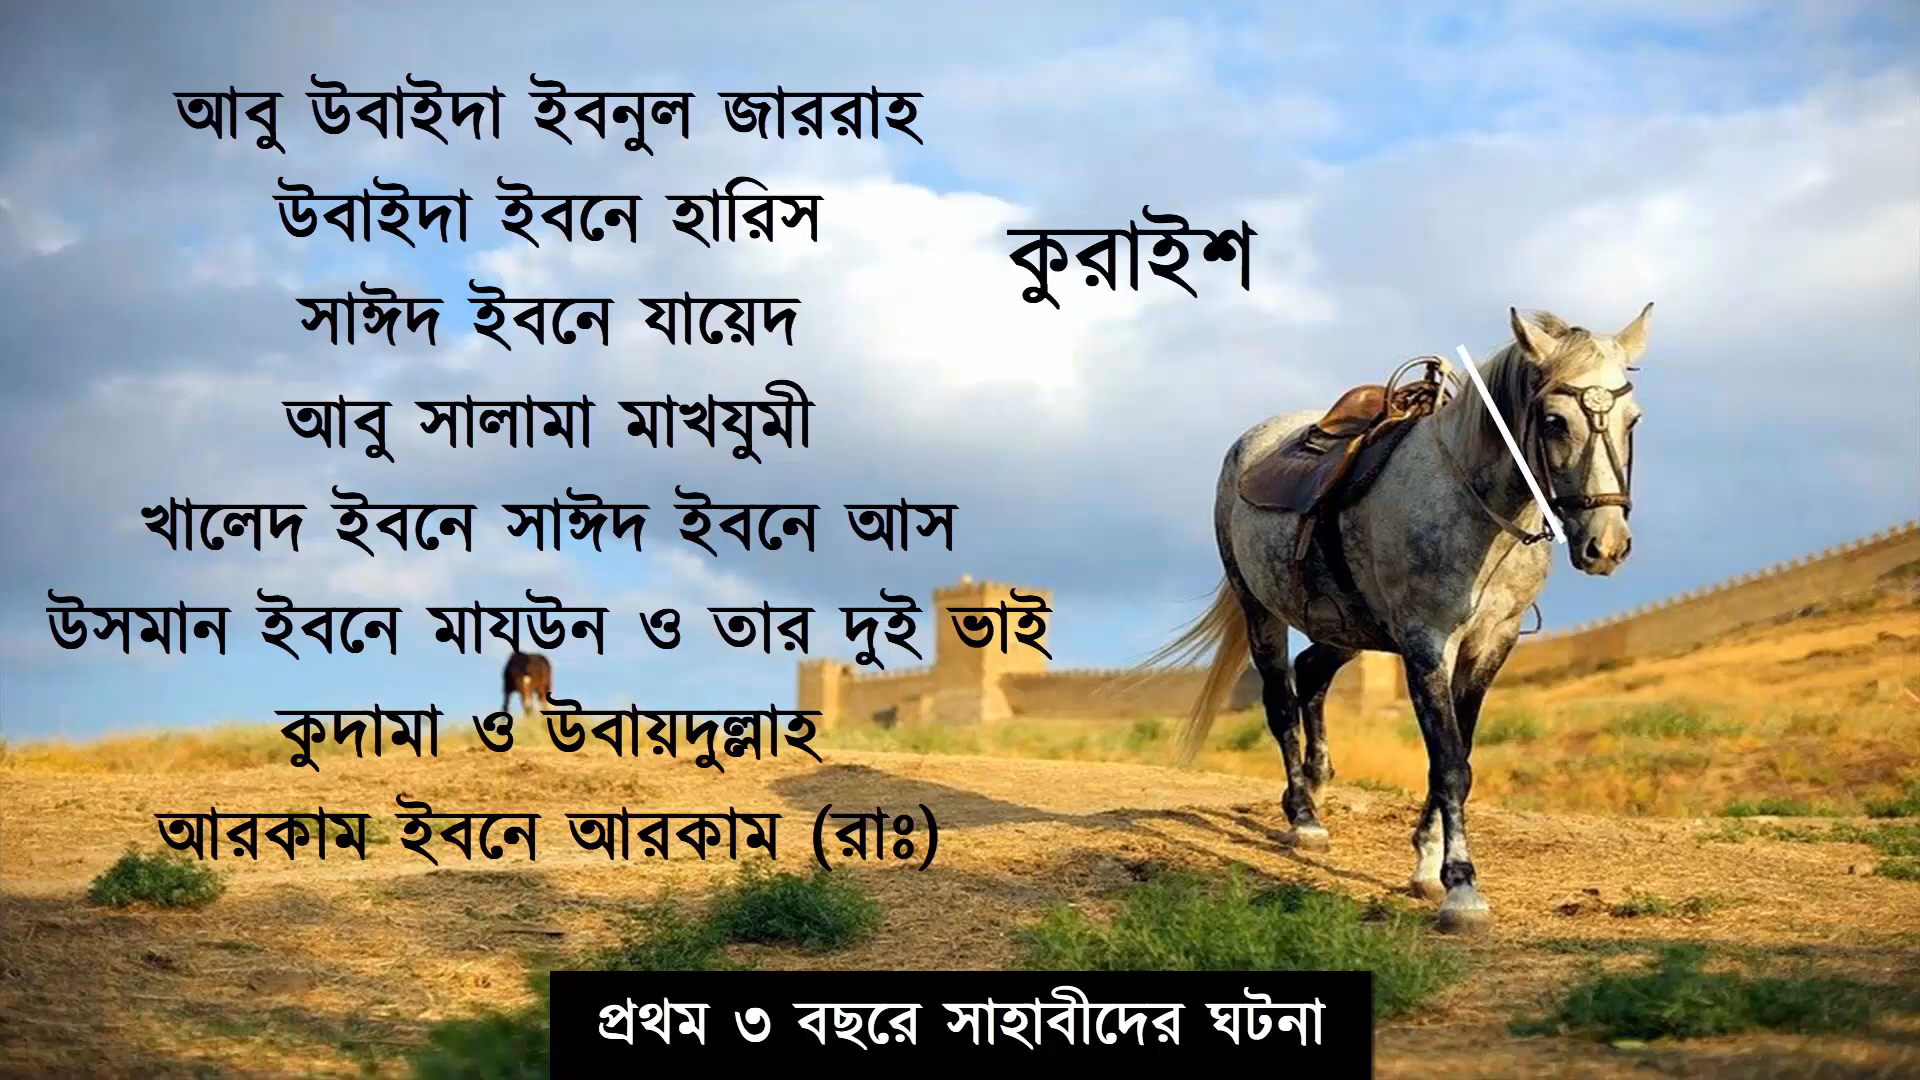 আবু উবাইদা ইবনুল জাররাহ
উবাইদা ইবনে হারিস
সাঈদ ইবনে যায়েদ
আবু সালামা মাখযুমী
খালেদ ইবনে সাঈদ ইবনে আস
উসমান ইবনে মাযউন ও তার দুই ভাই
কুদামা ও উবায়দুল্লাহ
আরকাম ইবনে আরকাম (রাঃ)
কুরাইশ
প্রথম ৩ বছরে সাহাবীদের ঘটনা